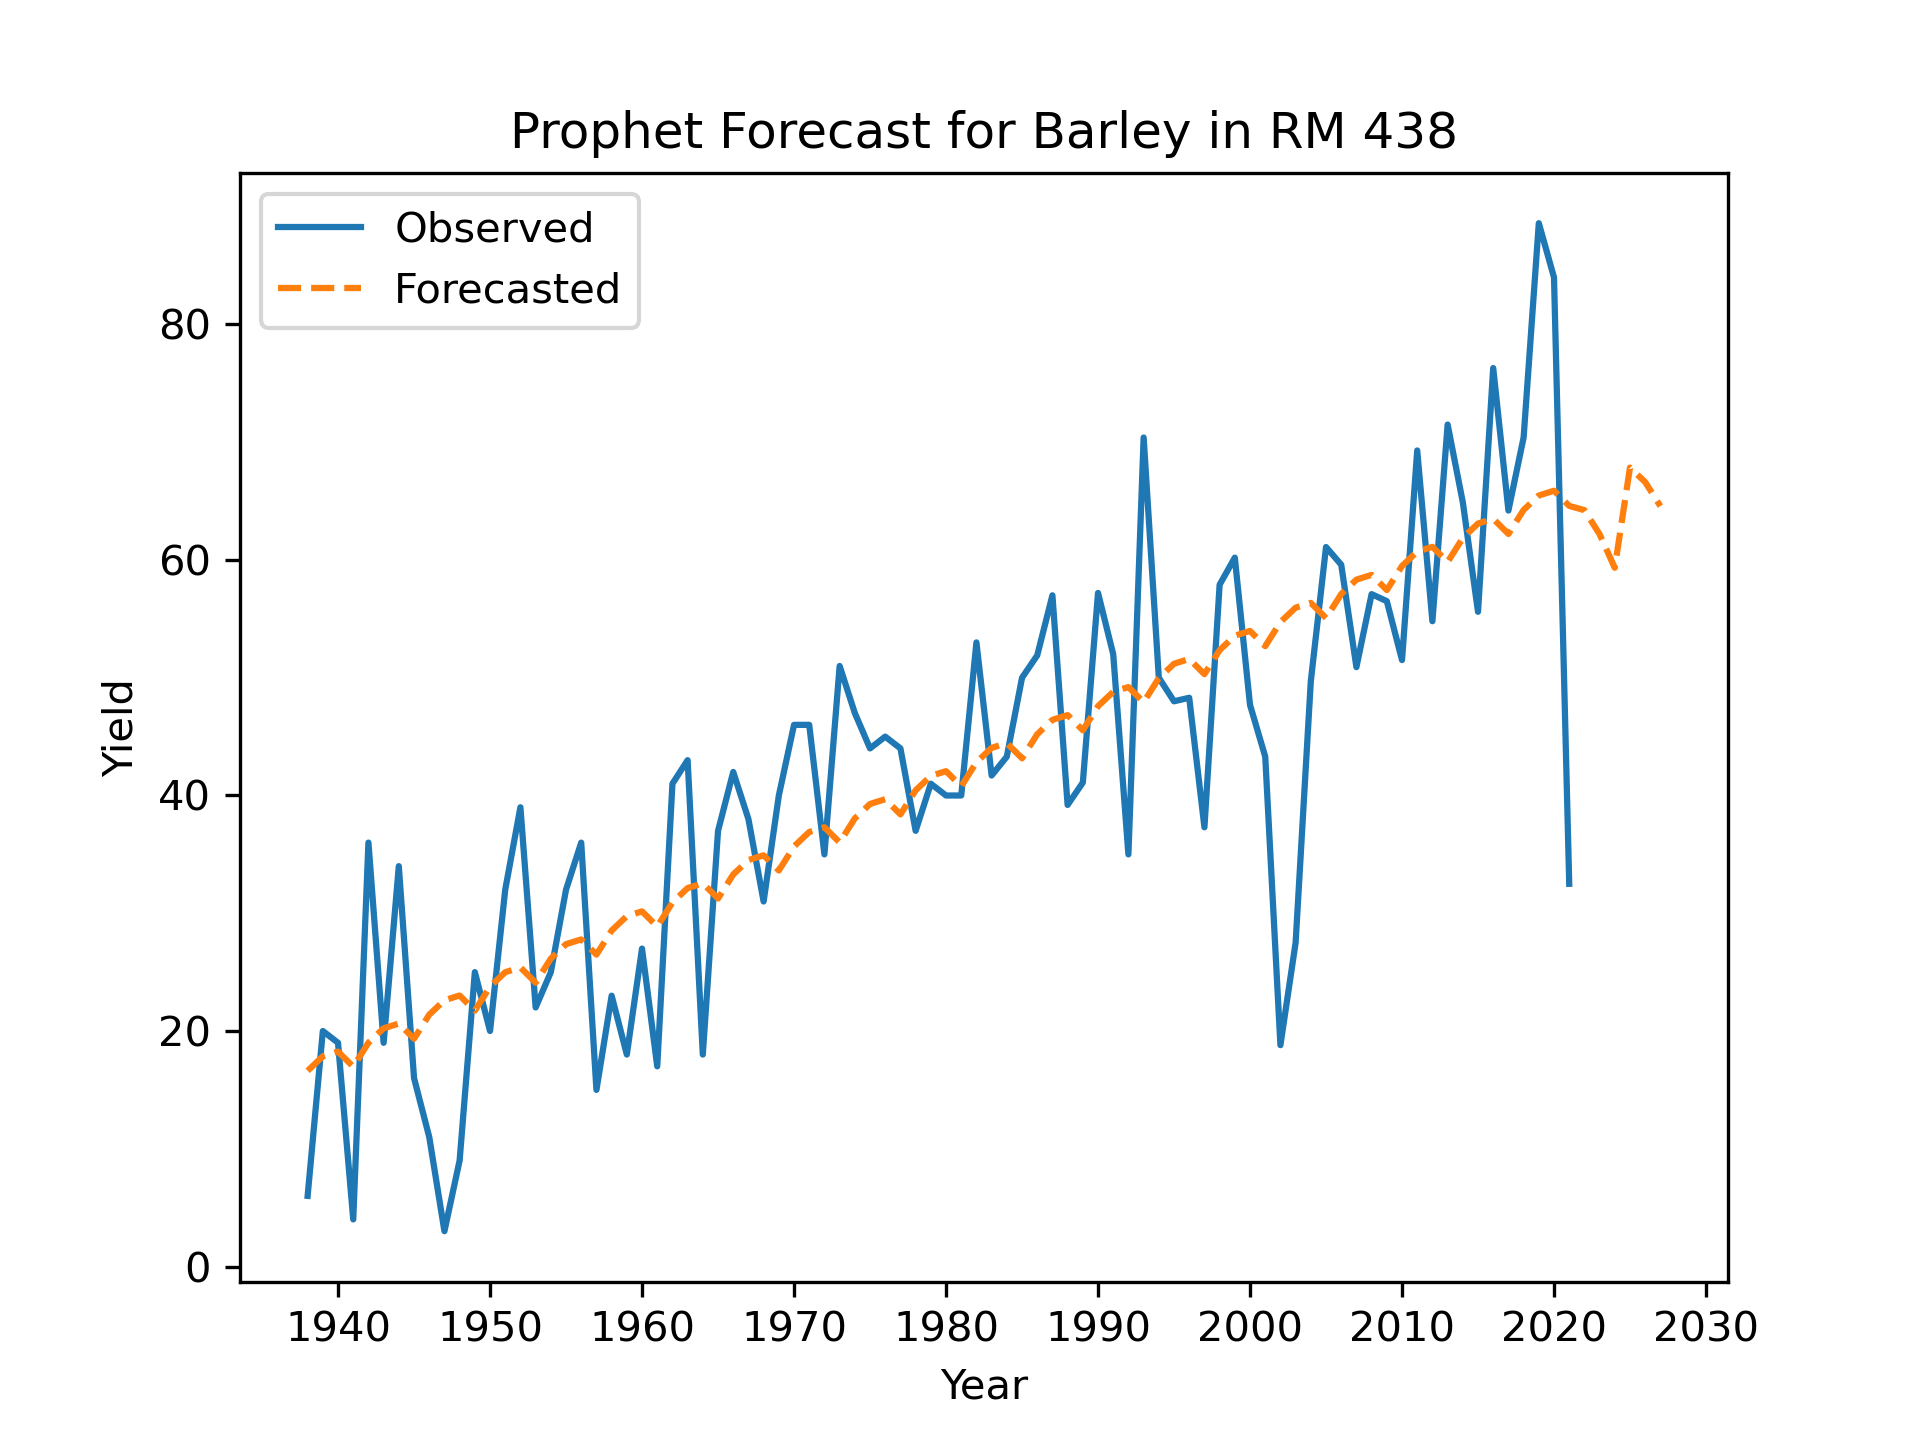 Prophet Forecast for Barley in RM 438
Observed
Forecasted
80
60
40
20
0
Yield
1940 1950 1960 1970 1980 1990 2000 2010 2020 2030
Year